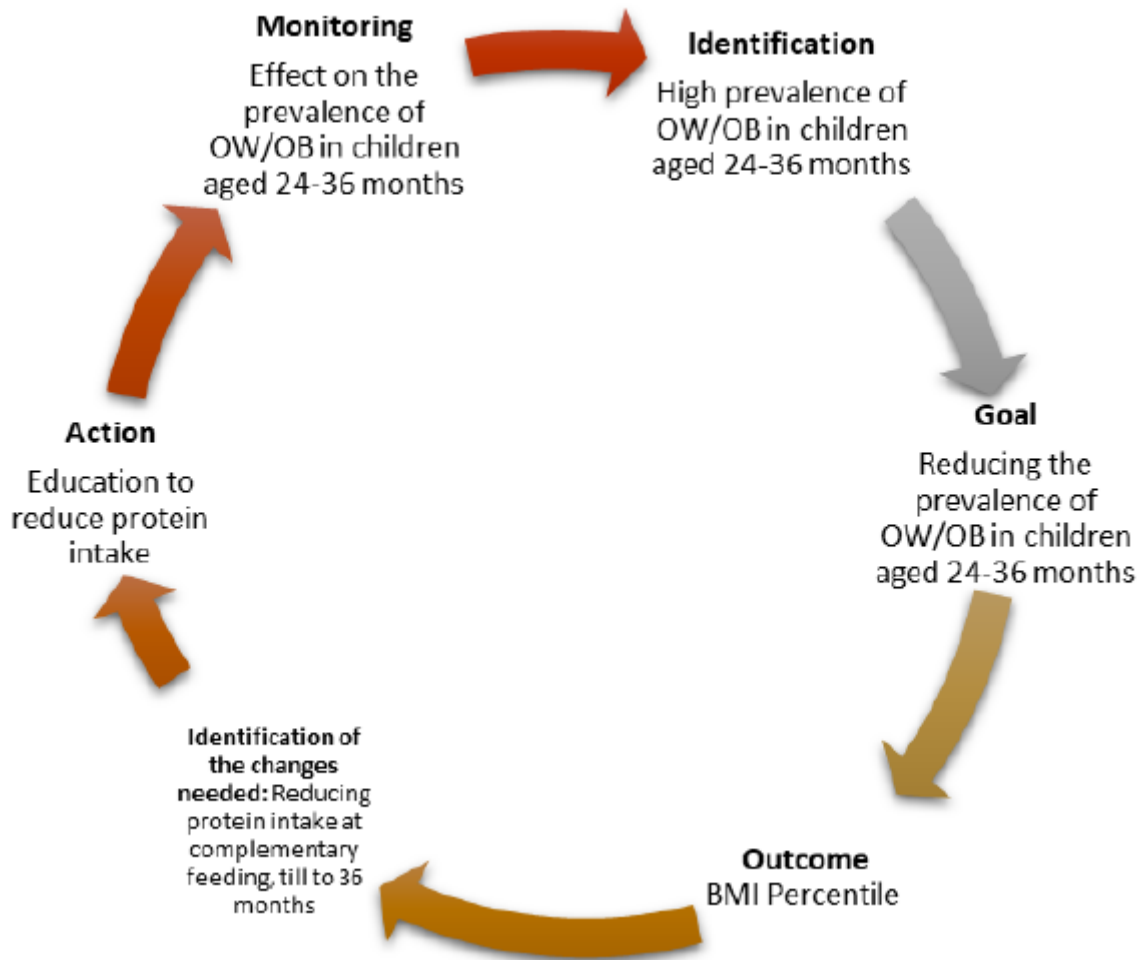 Monitoring
Effect on the
prevalence of
OW/OB in children
aged 24-36 months
Identification
High prevalence of
OW/OB in children
aged 24-36 months
Goal
Reducing the
prevalence of
OW/OB in children
aged 24-36 months
Outcome
BMI Percentile
Identification of
the changes
needed: Reducing
protein intake at
complementary
feeding, till to 36
months
Action
Education to
reduce protein
intake